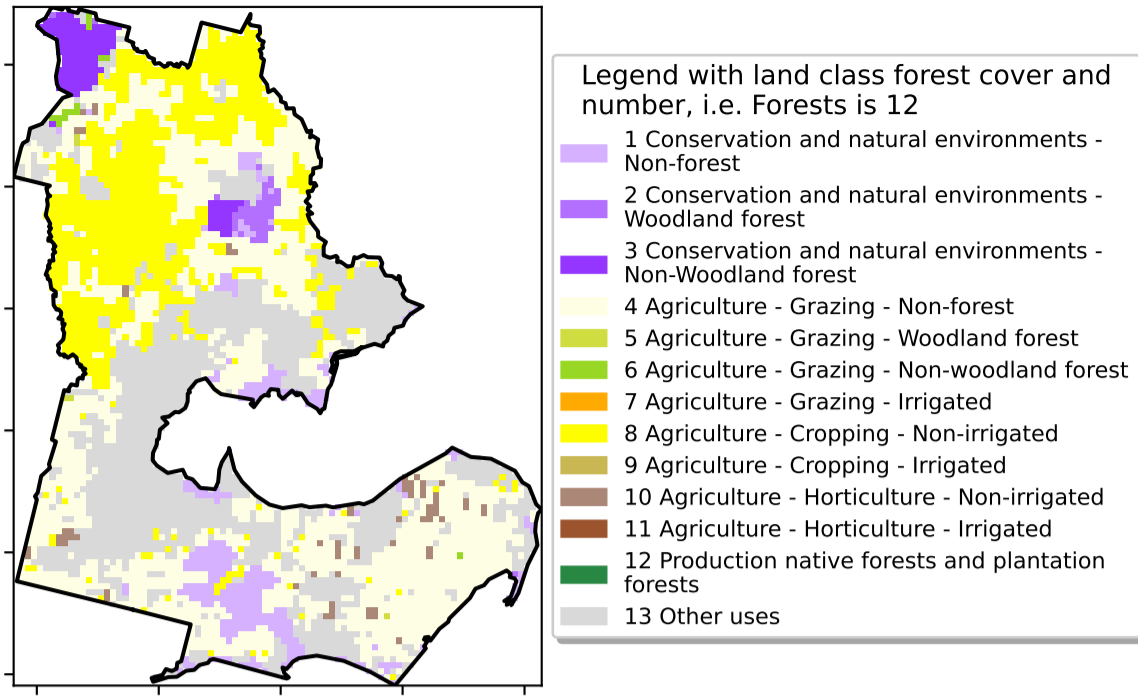 Legend with land class forest cover and
number, i.e. Forests is 12
1 Conservation and natural environments -
Non-forest
2 Conservation and natural environments -
Woodland forest
3 Conservation and natural environments -
Non-Woodland forest
4 Agriculture - Grazing - Non-forest
5 Agriculture - Grazing - Woodland forest
6 Agriculture - Grazing - Non-woodland forest
7 Agriculture - Grazing - Irrigated
8 Agriculture - Cropping - Non-irrigated
9 Agriculture - Cropping - Irrigated
10 Agriculture - Horticulture - Non-irrigated
11 Agriculture - Horticulture - Irrigated
12 Production native forests and plantation
forests
13 Other uses